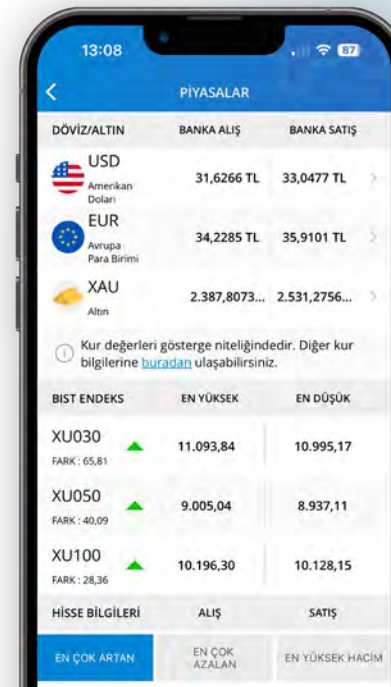 13:08 87
PİYASALAR
DÖVİZ/ALTIN BANKA ALIŞ BANKA SATIŞ
USD
Amerikan
Doları
31,6266 TL 33,0477 TL
EUR
Avrupa
Para Birimi
34,2285 TL 35,9101 TL
XAU
Altın
2.387,8073... 2.531,2756...
Kur değerleri gösterge niteliğindedir. Diğer kur
bilgilerine buradan ulaşabilirsiniz.
BIST ENDEKS EN YÜKSEK EN DÜŞÜK
XU030
FARK : 65,81
11.093,84 10.995,17
XU050
FARK : 40,09
9.005,04 8.937,11
XU100
FARK : 28,36
10.196,30 10.128,15
HİSSE BİLGİLERİ ALIŞ SATIŞ
EN ÇOK ARTAN
EN ÇOK
AZALAN
EN YÜKSEK HACİM